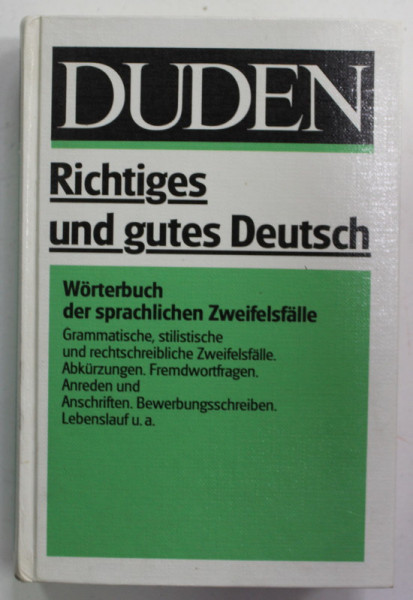 DUDEN
Richtiges
und gutes Deutsch
Wörterbuch
der sprachlichen Zweifelsfälle
Grammatische, stilistische
und rechtschreibliche Zweifelsfälle.
Abkürzungen. Fremdwortfragen.
Anreden und
Anschriften. Bewerbungsschreiben.
Lebenslauf u. a.